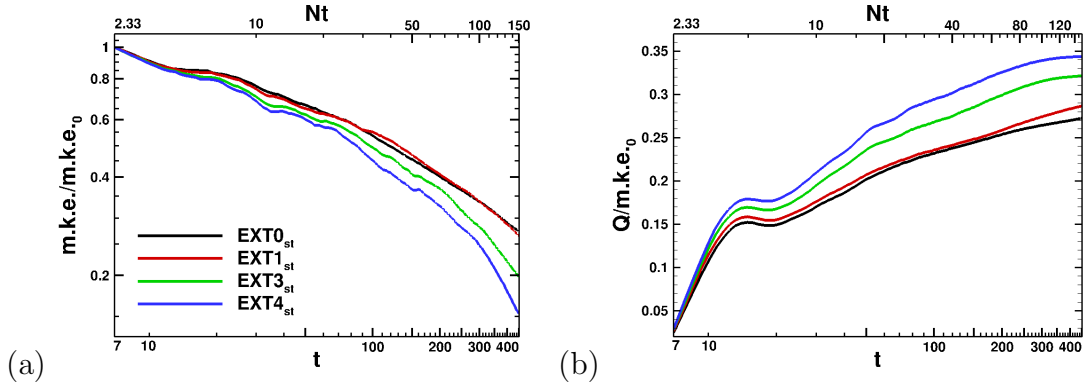 Nt
2.33 10 50 100 150
m.k.e./m.k.e.0
1
0.8
0.6
0.4
0.2
EXT0st
EXT1st
EXT3st
EXT4st
7 10 100 200 300 400
t
(a)
Nt
2.33 10 40 80 120
Q/m.k.e.0
0.35
0.3
0.25
0.2
0.15
0.1
0.05
7 10 100 200 300 400
t
(b)